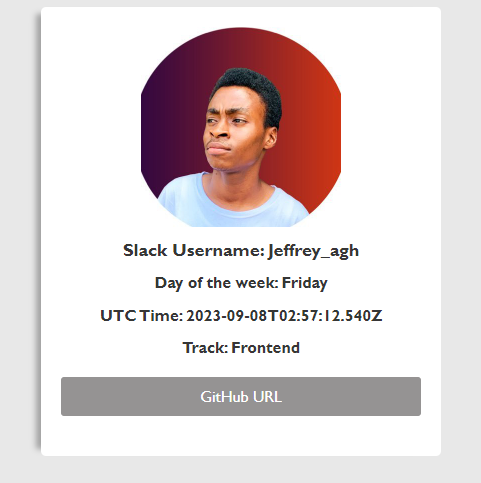 Slack Username: Jeffrey_agh
Day of the week: Friday
UTC Time: 2023-09-08T02:57:12.540Z
Track: Frontend
GitHub URL